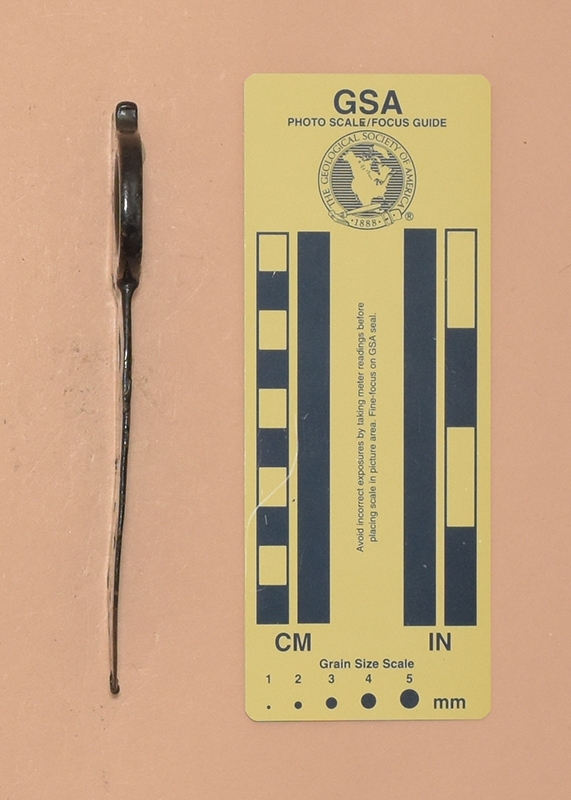 GSA
PHOTO SCALE/FOCUS GUIDE
THE GEOLOGICAL SOCIETY OF AMERICA
·1888·
®
Avoid incorrect exposures by taking meter readings before
placing scale in picture area. Fine-focus on GSA seal.
CM
IN
Grain Size Scale
1 2 3 4 5
mm